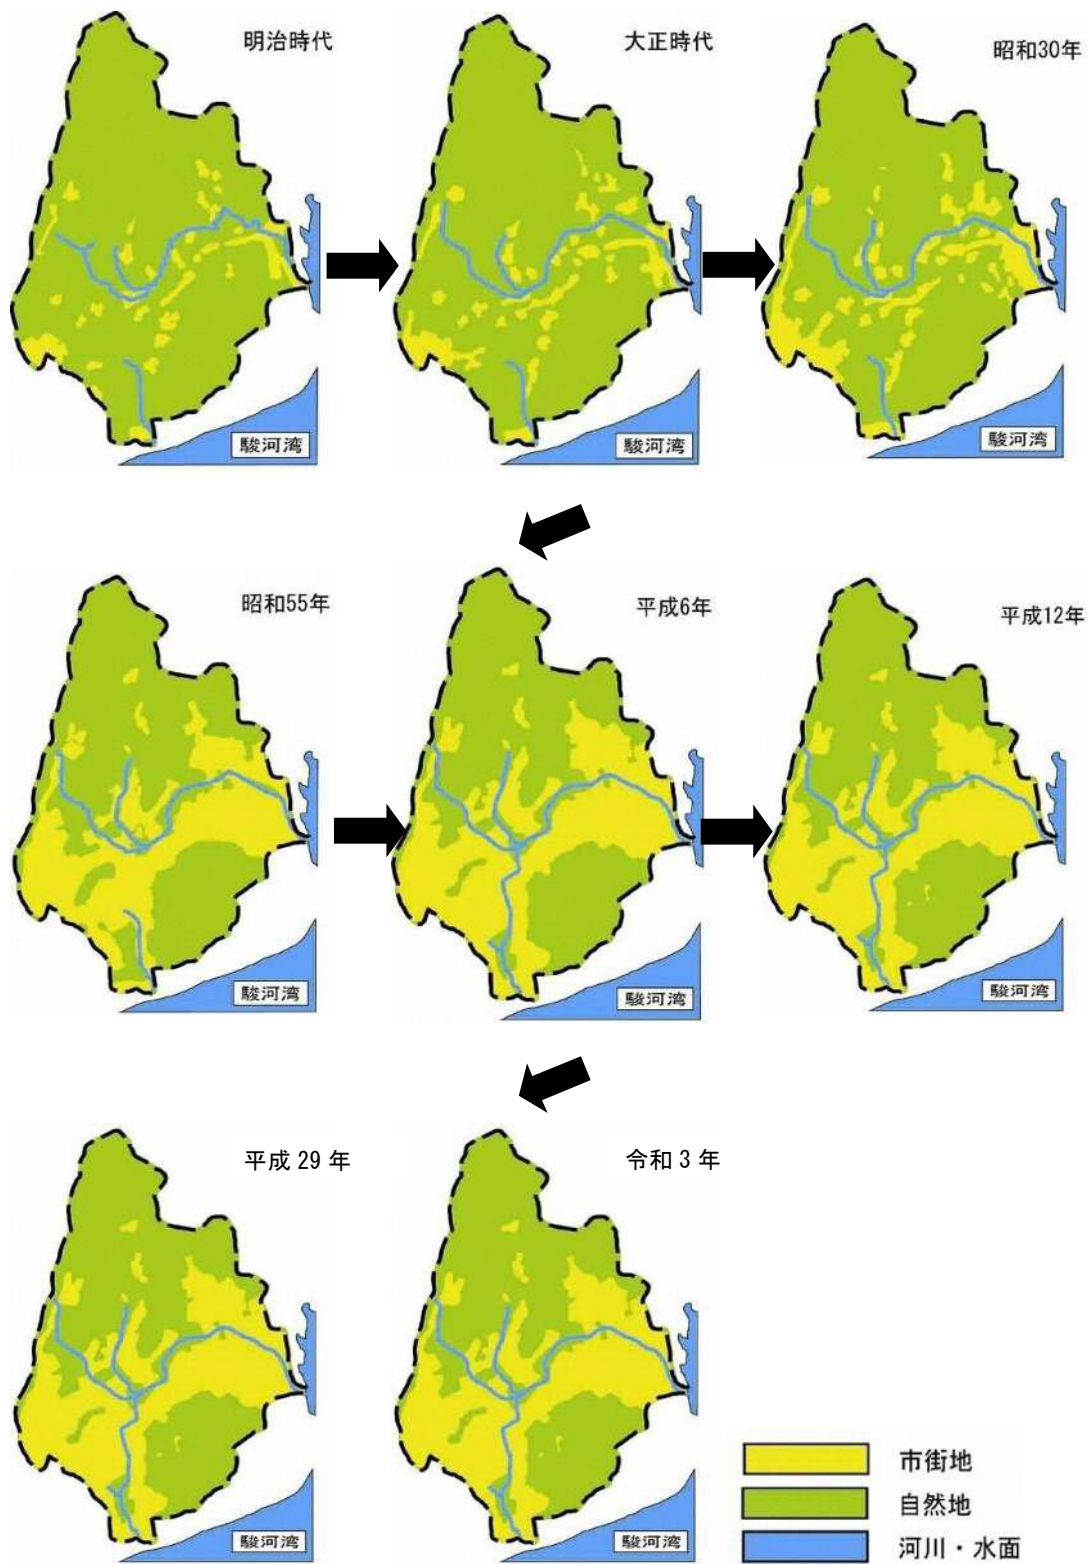 明治時代
大正時代
昭和30年
駿河湾
駿河湾
駿河湾
昭和55年
平成6年
平成12年
駿河湾
駿河湾
駿河湾
平成 29 年
令和 3 年
駿河湾
駿河湾
市街地
自然地
河川・水面